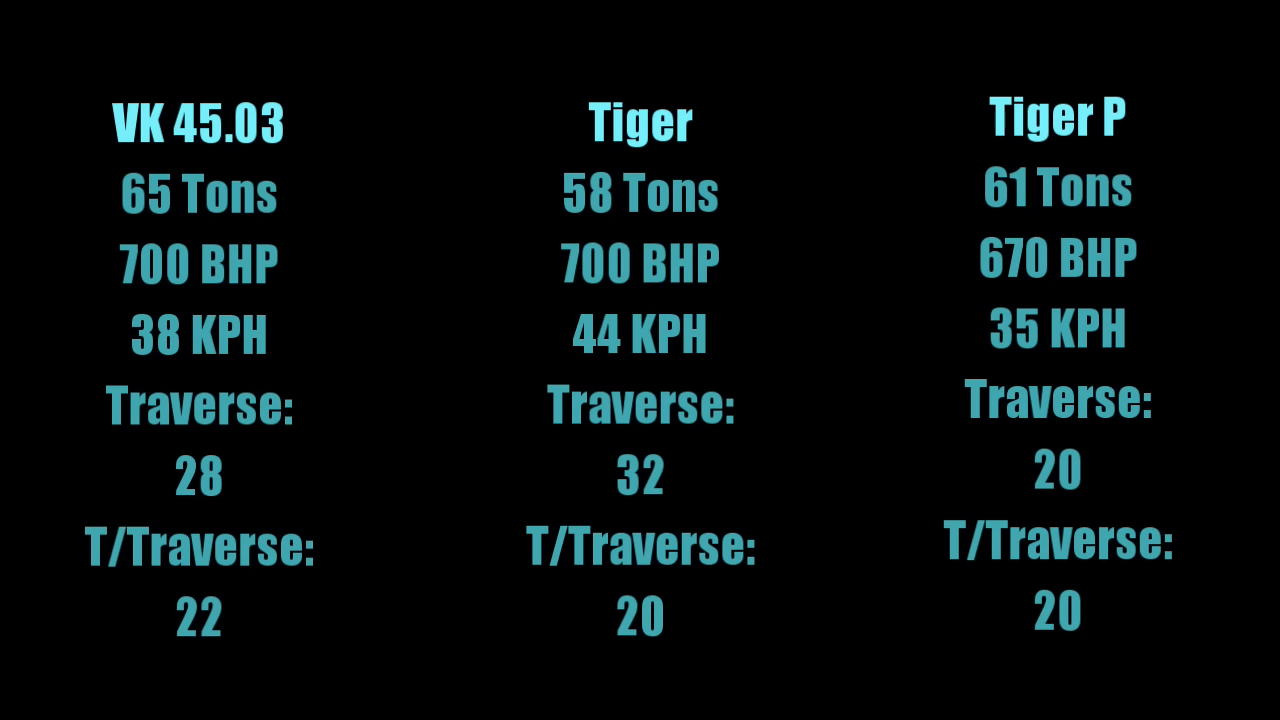 VK 45.03
65 Tons
700 BHP
38 KPH
Traverse:
28
T/Traverse:
22
Tiger
58 Tons
700 BHP
44 KPH
Traverse:
32
T/Traverse:
20
Tiger P
61 Tons
670 BHP
35 KPH
Traverse:
20
T/Traverse:
20